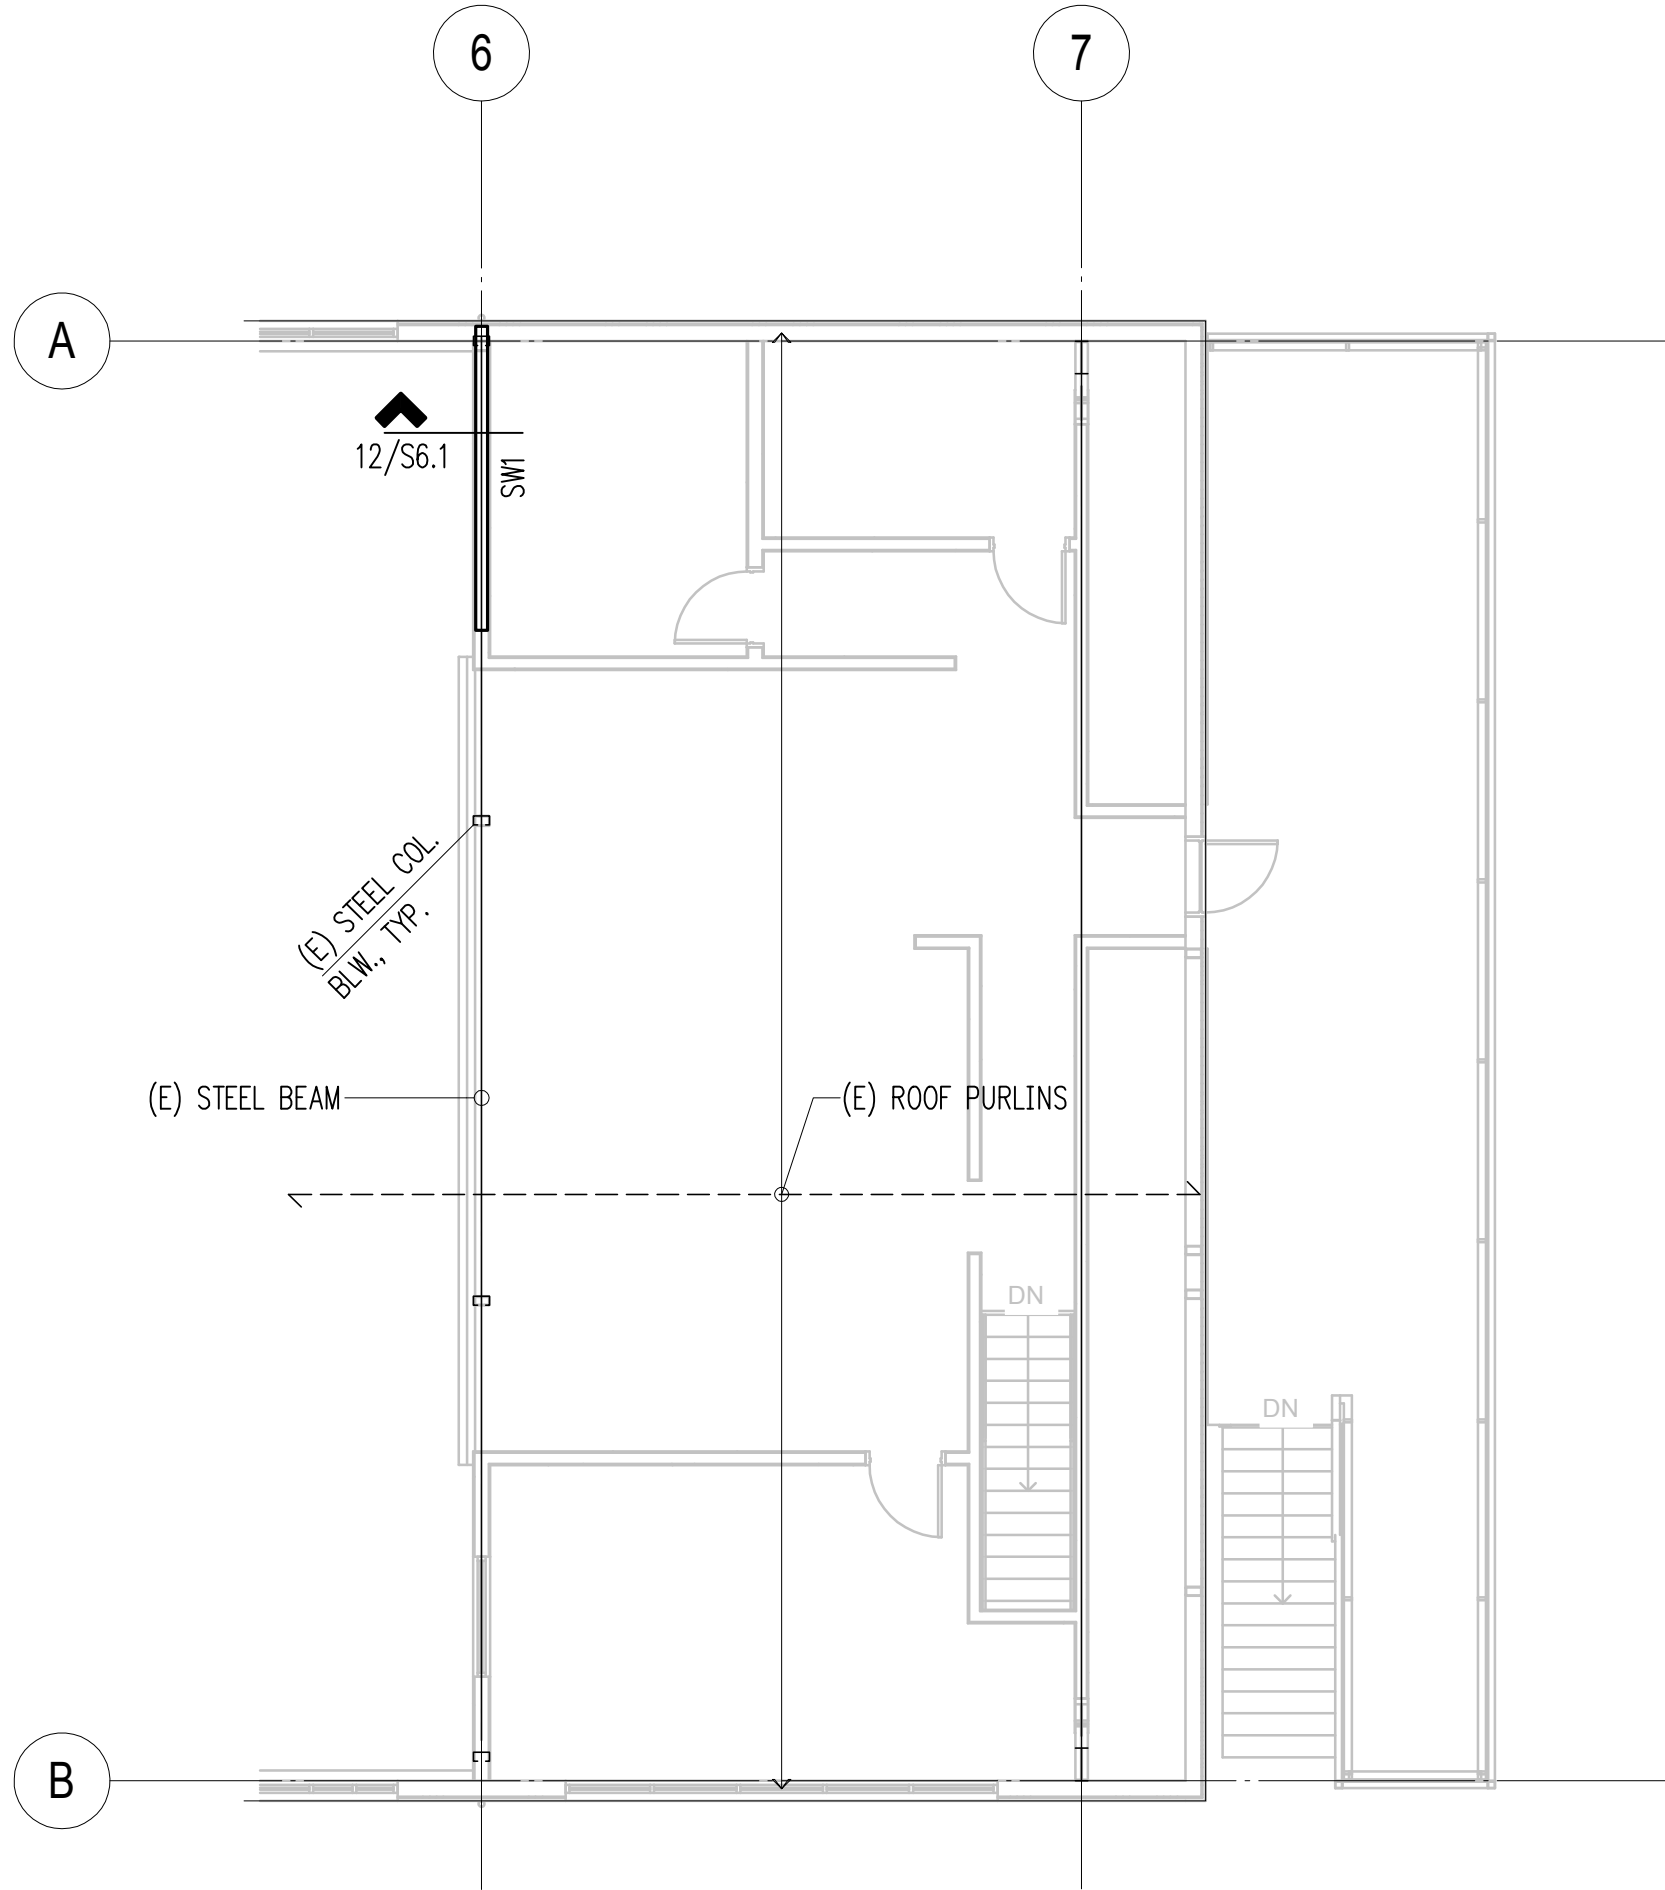 6
7
A
12/S6.1
SW1
(E) STEEL COL.
BLW., TYP.
(E) STEEL BEAM
(E) ROOF PURLINS
DN
DN
B